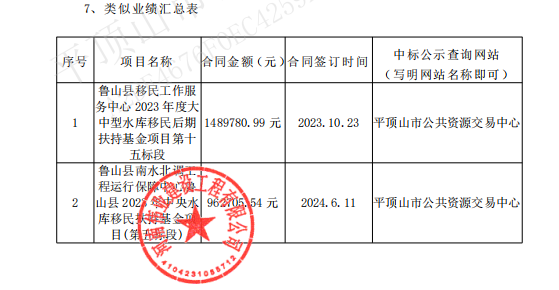 7、类似业绩汇总表
序号 项目名称 合同金额(元) 合同签订时间 中标公示查询网站
(写明网站名称即可)
1 鲁山县移民工作服务中心 2023 年度大中型水库移民后期扶持基金项目第十五标段 1489780.99 元 2023.10.23 平顶山市公共资源交易中心
2 鲁山县南水北调工程运行保障中心鲁山县 2023 年中央水库移民扶持基金项目(第五标段) 962705.54 元 2024.6.11 平顶山市公共资源交易中心
4104231088712